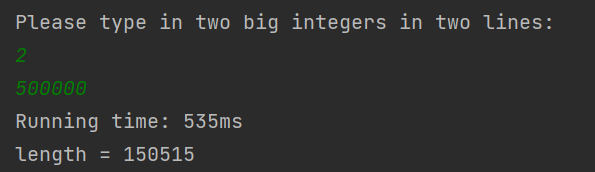 Please type in two big integers in two lines:
2
500000
Running time: 535ms
length = 150515